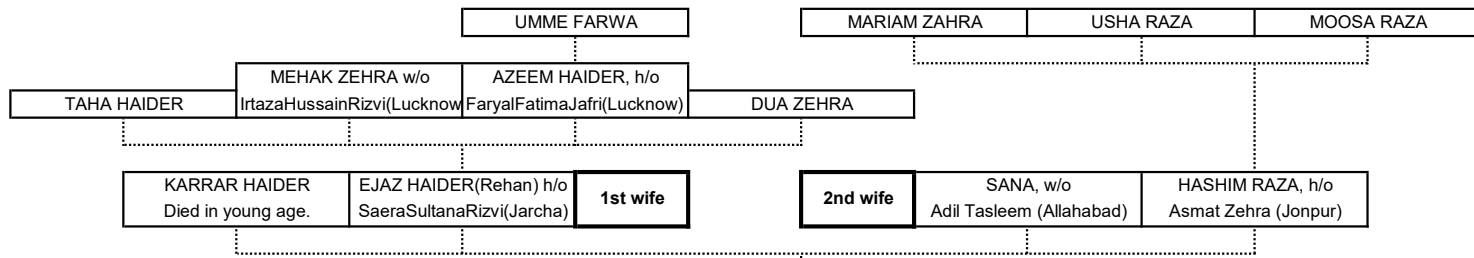 UMME FARWA
MARIAM ZAHRA
USHA RAZA
MOOSA RAZA
TAHA HAIDER
MEHAK ZEHRA w/o
IrtazaHussainRizvi(Lucknow
AZEEM HAIDER, h/o
FaryalFatimaJafri(Lucknow)
DUA ZEHRA
KARRAR HAIDER
Died in young age.
EJAZ HAIDER(Rehan) h/o
SaeraSultanaRizvi(Jarcha)
1st wife
2nd wife
SANA, w/o
Adil Tasleem (Allahabad)
HASHIM RAZA, h/o
Asmat Zehra (Jonpur)